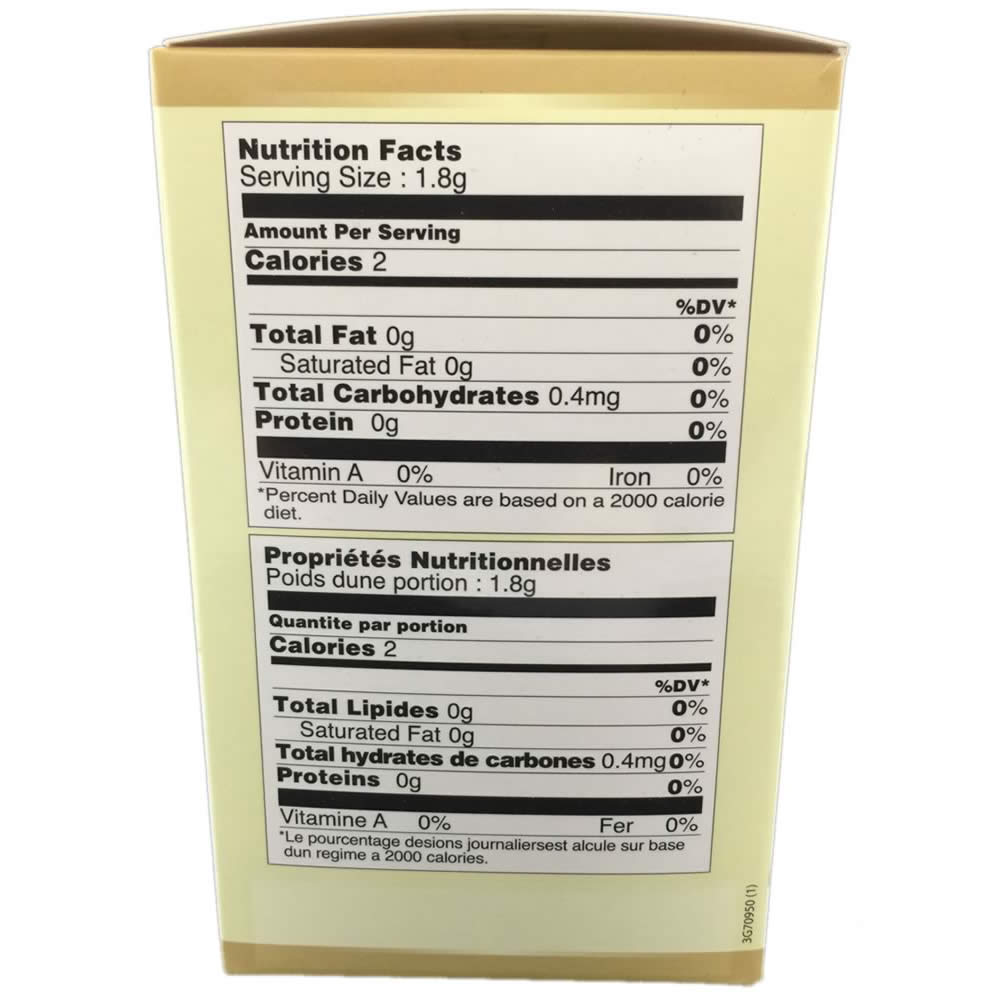 Nutrition Facts
Serving Size : 1.8g
Amount Per Serving
Calories 2
%DV*
Total Fat 0g 0%
Saturated Fat 0g 0%
Total Carbohydrates 0.4mg 0%
Protein 0g 0%
Vitamin A 0% Iron 0%
*Percent Daily Values are based on a 2000 calorie
diet.
Propriétés Nutritionnelles
Poids dune portion : 1.8g
Quantite par portion
Calories 2
%DV*
Total Lipides 0g 0%
Saturated Fat 0g 0%
Total hydrates de carbones 0.4mg 0%
Proteins 0g 0%
Vitamine A 0% Fer 0%
*Le pourcentage desions journaliersest alcule sur base
dun regime a 2000 calories.
3G70950 (1)